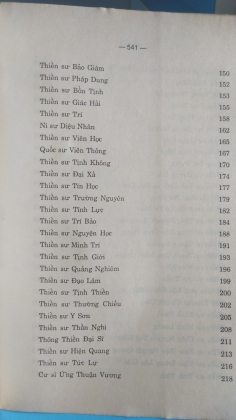 — 541 —
Thiền sư Bảo Giám 150
Thiền sư Pháp Dung 152
Thiền sư Bổn Tịnh 153
Thiền sư Giác Hải 155
Thiền sư Trí 158
Ni sư Diệu Nhân 162
Thiền sư Viên Học 165
Quốc sư Viên Thông 167
Thiền sư Tịnh Không 170
Thiền sư Đại Xả 174
Thiền sư Tín Học 177
Thiền sư Trường Nguyên 179
Thiền sư Tĩnh Lực 182
Thiền sư Trí Bảo 184
Thiền sư Nguyện Học 188
Thiền sư Minh Trí 191
Thiền sư Tịnh Giới 193
Thiền sư Quảng Nghiêm 196
Thiền sư Đạo Lâm 199
Thiền sư Tịnh Thiền 200
Thiền sư Thường Chiếu 202
Thiền sư Y Sơn 205
Thiền sư Thần Nghi 208
Thông Thiền Đại Sĩ 211
Thiền sư Hiện Quang 213
Thiền sư Tức Lự 216
Cư sĩ Ứng Thuận Vương 218